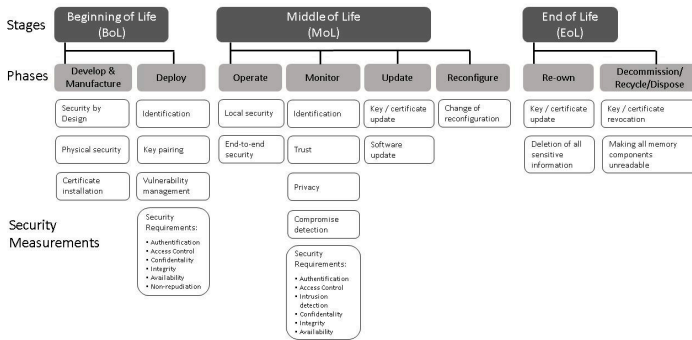 Stages
Beginning of Life
(BoL)
Middle of Life
(MoL)
End of Life
(EoL)
Phases
Develop &
Manufacture
Deploy
Operate
Monitor
Update
Reconfigure
Re-own
Decommission/
Recycle/Dispose
Security
Measurements
Security by
Design
Physical security
Certificate
installation
Identification
Key pairing
Vulnerability
management
Security
Requirements:
• Authentification
• Access Control
• Confidentality
• Integrity
• Availability
• Non-repudiation
Local security
End-to-end
security
Identification
Trust
Privacy
Compromise
detection
Security
Requirements:
• Authentification
• Access Control
• Intrusion
detection
• Confidentality
• Integrity
• Availability
Key / certificate
update
Software
update
Change of
reconfiguration
Key / certificate
update
Deletion of all
sensitive
information
Key / certificate
revocation
Making all memory
components
unreadable